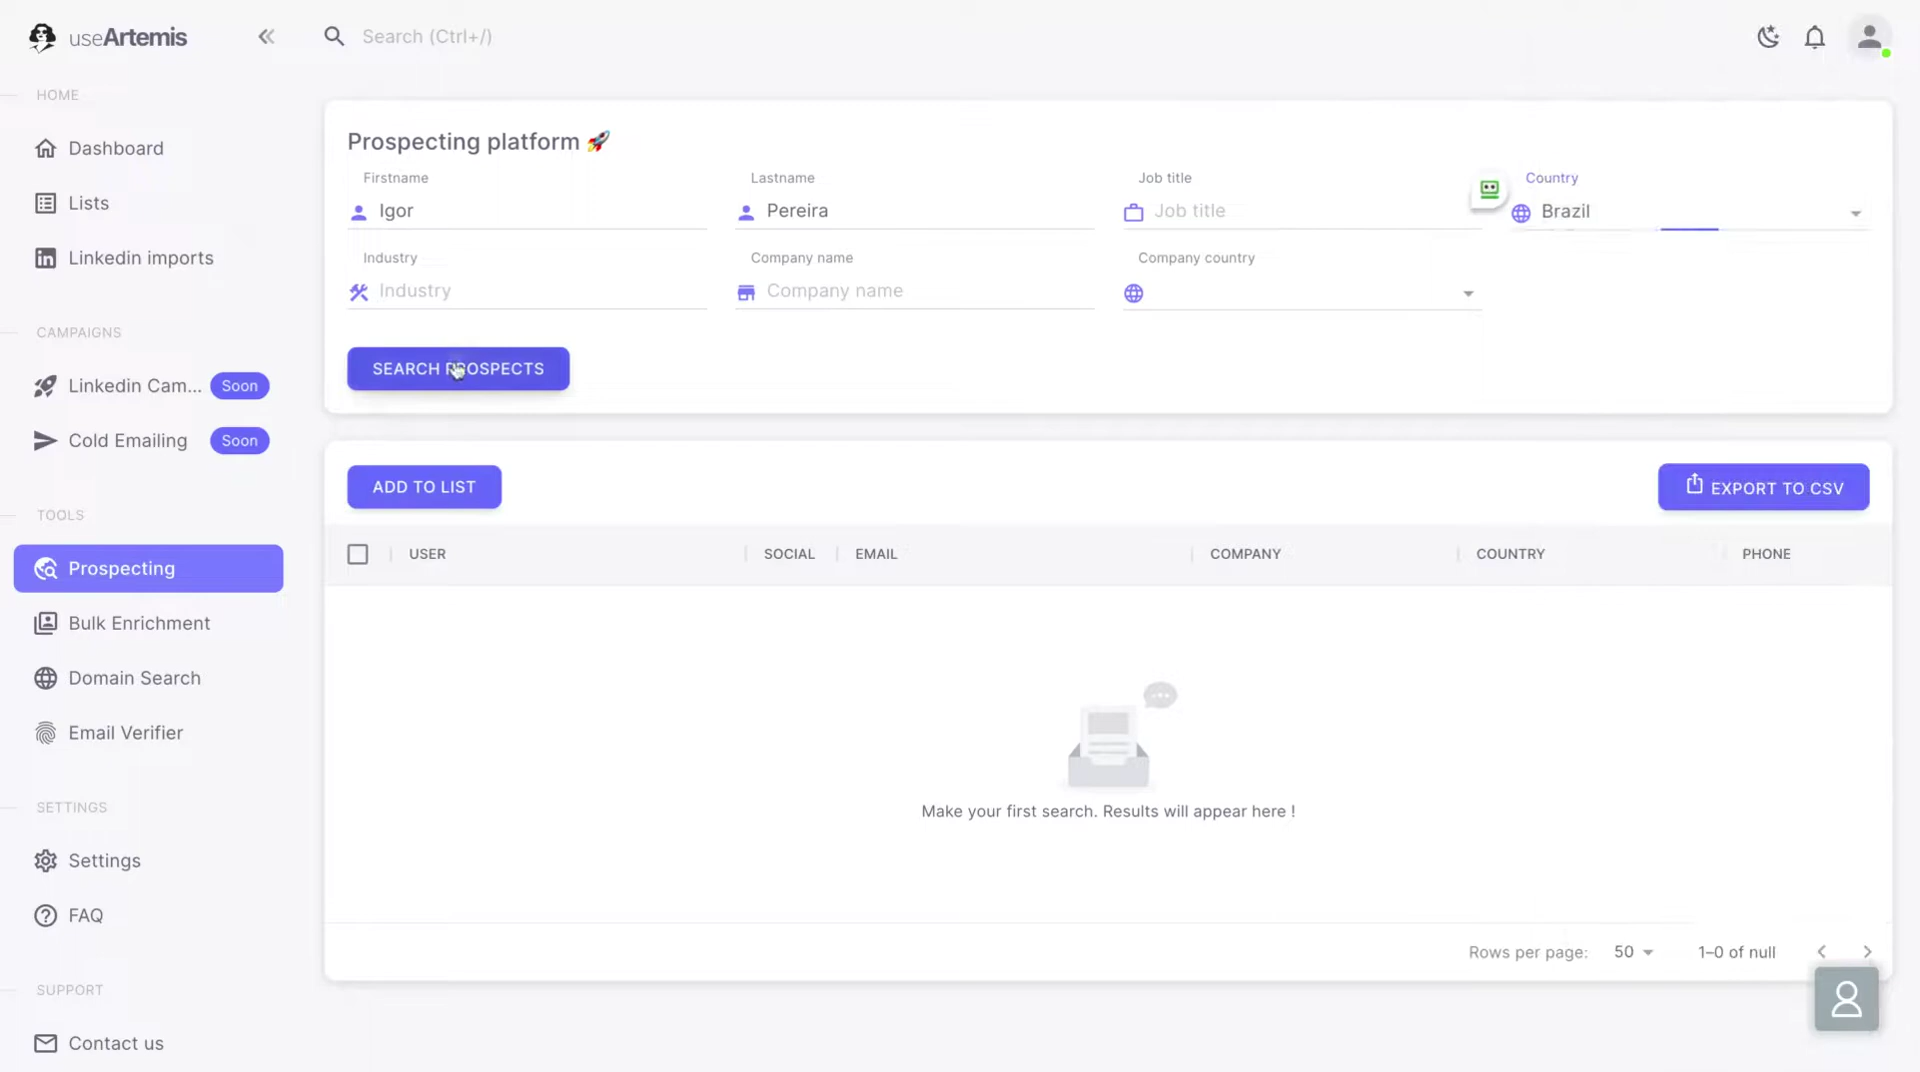 useArtemis
Search (Ctrl+/)
HOME
Dashboard
Lists
Linkedin imports
CAMPAIGNS
Linkedin Cam... Soon
Cold Emailing Soon
TOOLS
Prospecting
Bulk Enrichment
Domain Search
Email Verifier
SETTINGS
Settings
FAQ
SUPPORT
Contact us
Prospecting platform 🚀
Firstname Lastname Job title Country
Igor Pereira Job title Brazil
Industry Company name Company country
Industry Company name
SEARCH PROSPECTS
ADD TO LIST EXPORT TO CSV
USER SOCIAL EMAIL COMPANY COUNTRY PHONE
Make your first search. Results will appear here !
Rows per page: 50 1–0 of null